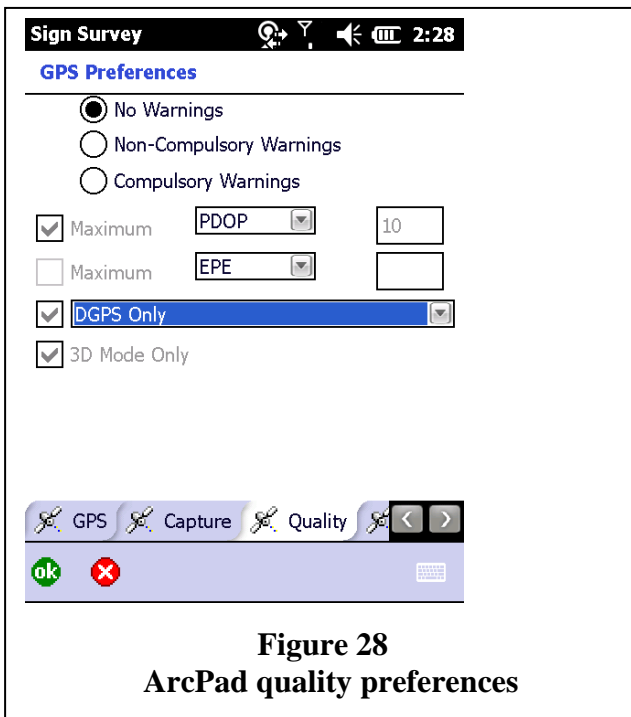 Sign Survey 2:28
GPS Preferences
No Warnings
Non-Compulsory Warnings
Compulsory Warnings
Maximum PDOP 10
Maximum EPE
DGPS Only
3D Mode Only
GPS Capture Quality
ok
Figure 28
ArcPad quality preferences